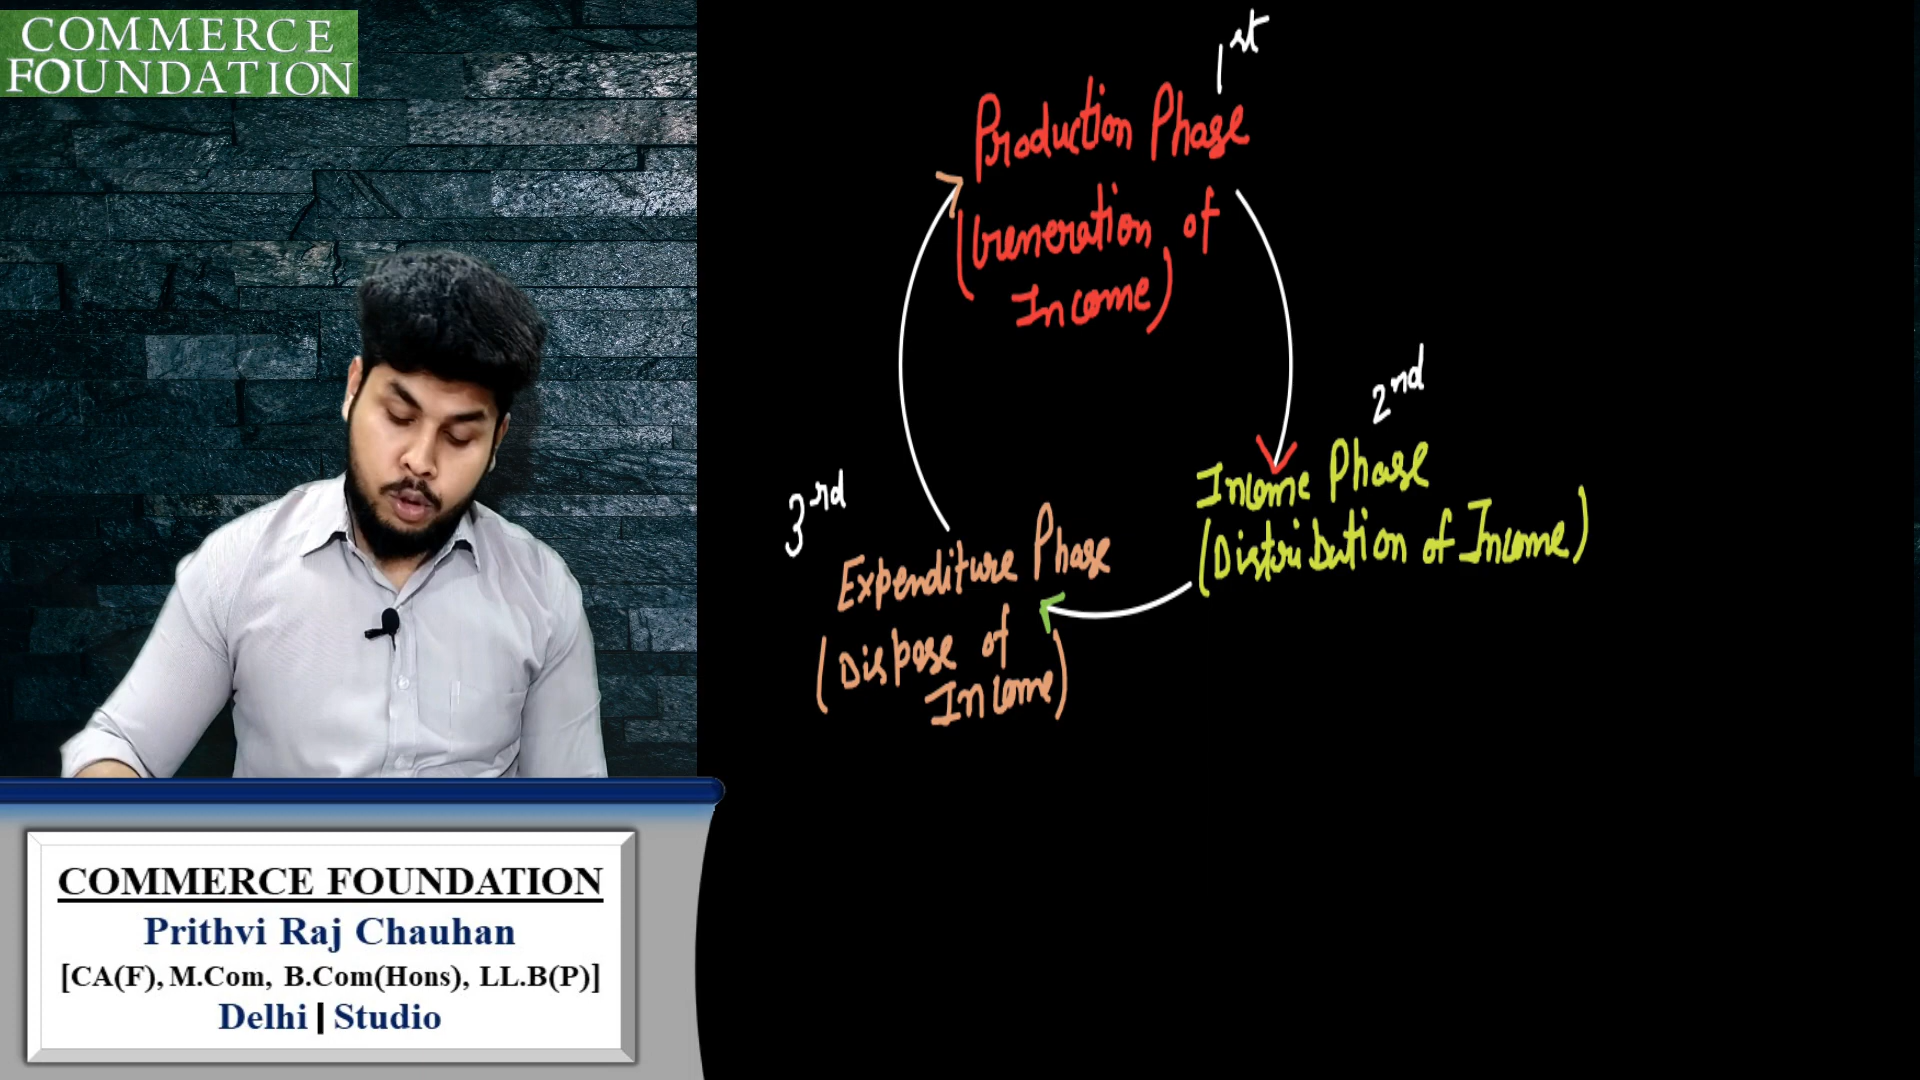 COMMERCE
FOUNDATION
1st
Production Phase
(Generation of
Income)
2nd
Income Phase
(Distribution of Income)
3rd
Expenditure Phase
(Dispose of
Income)
COMMERCE FOUNDATION
Prithvi Raj Chauhan
[CA(F), M.Com, B.Com(Hons), LL.B(P)]
Delhi | Studio